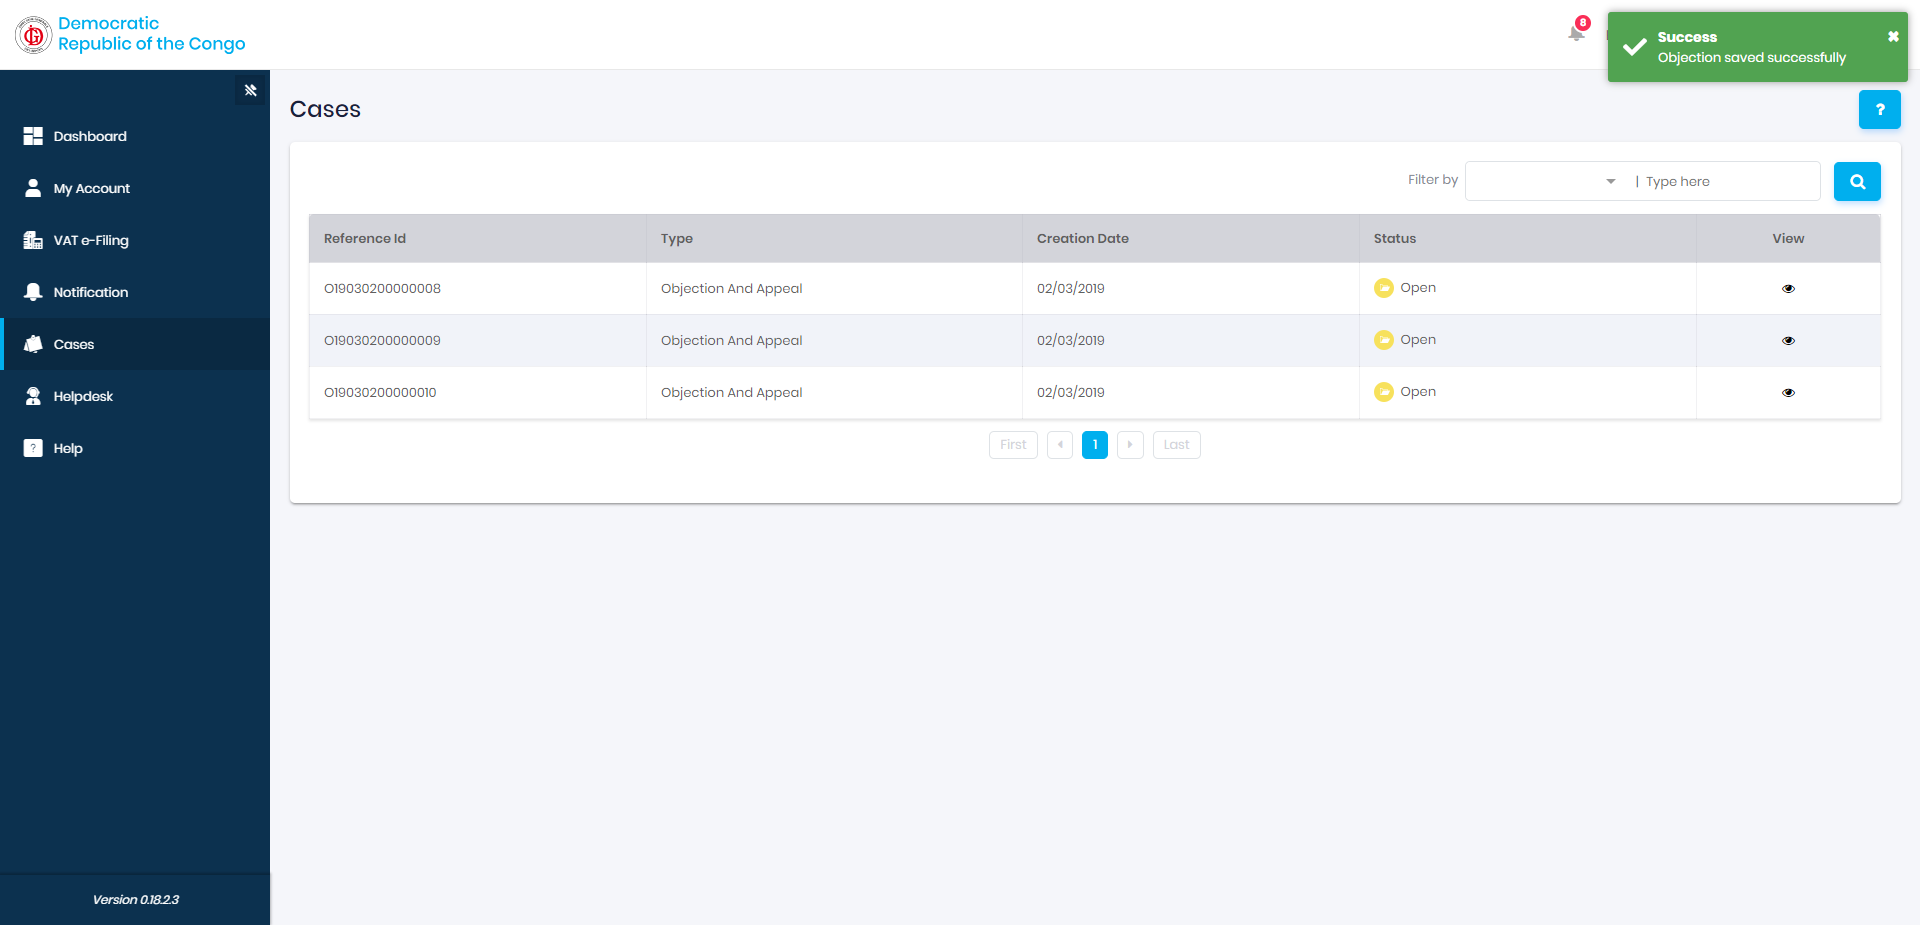 Democratic
Republic of the Congo
8
Success
Objection saved successfully
Dashboard
My Account
VAT e-Filing
Notification
Cases
Helpdesk
? Help
Version 0.18.2.3
Cases
?
Filter by
| Type here
Reference Id Type Creation Date Status View
O19030200000008 Objection And Appeal 02/03/2019 Open
O19030200000009 Objection And Appeal 02/03/2019 Open
O19030200000010 Objection And Appeal 02/03/2019 Open
First 1 Last